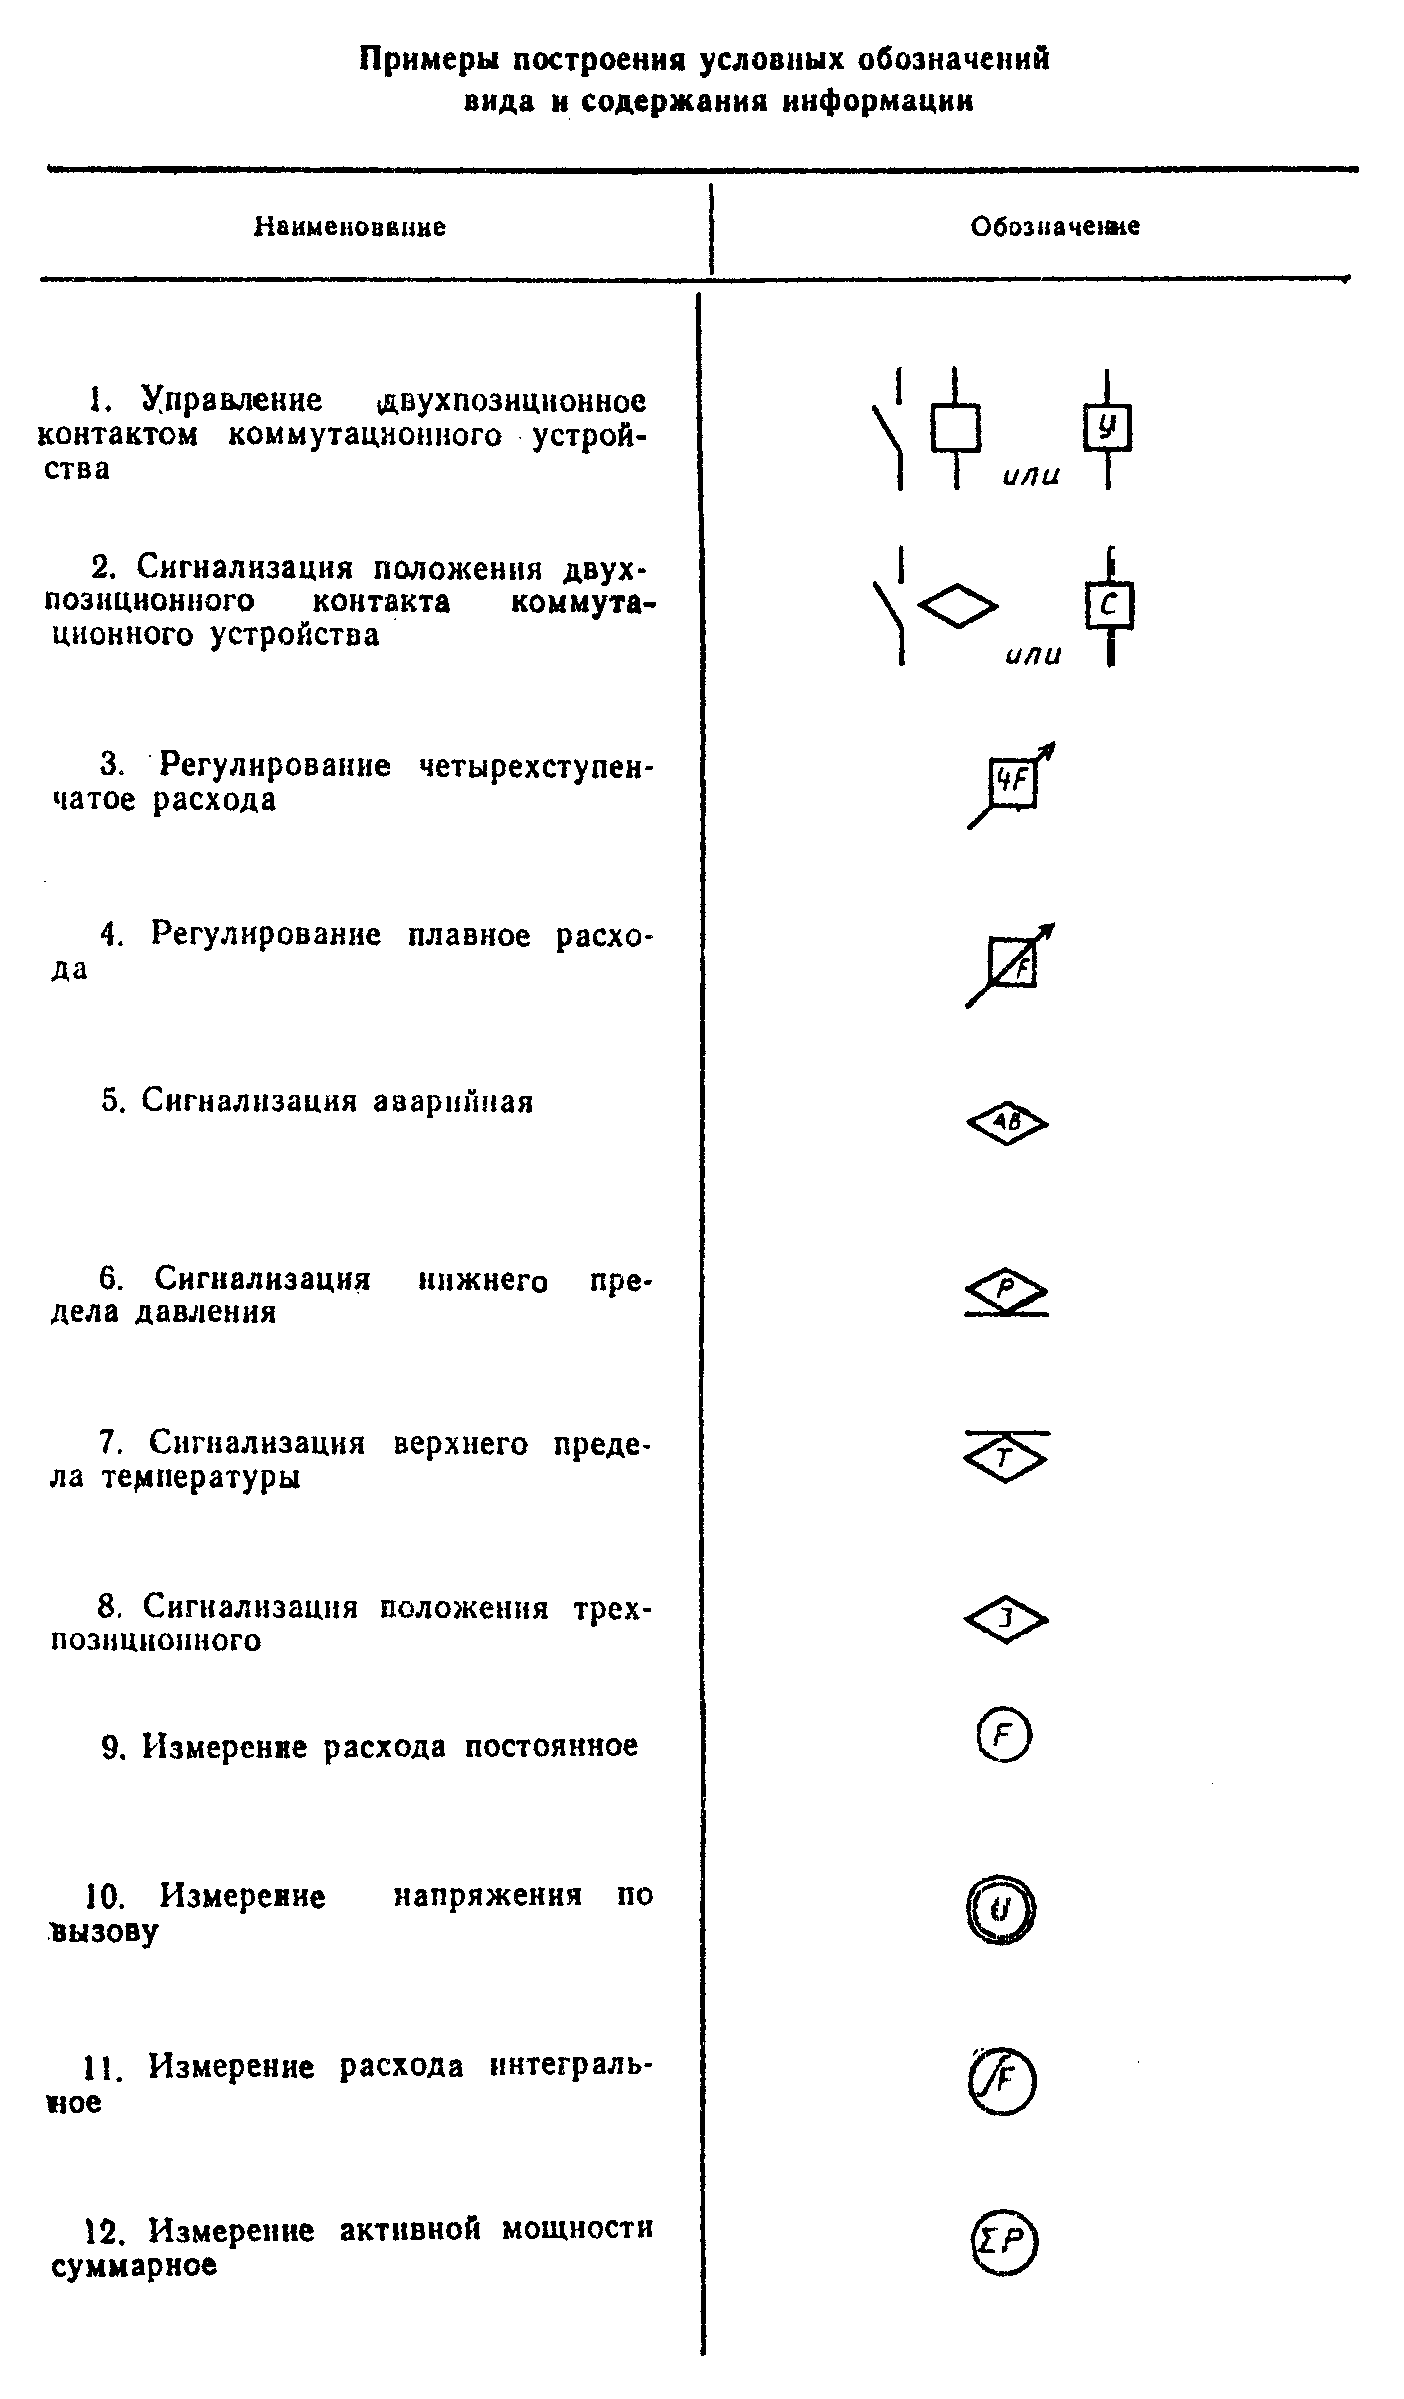 Примеры построения условных обозначений
вида и содержания информации
Наименование
Обозначение
1. Управление двухпозиционное
контактом коммутационного устрой-
ства
У
или
2. Сигнализация положения двух-
позиционного контакта коммута-
ционного устройства
С
или
3. Регулирование четырехступен-
чатое расхода
4F
4. Регулирование плавное расхо-
да
F
5. Сигнализация аварийная
АВ
6. Сигнализация нижнего пре-
дела давления
P
7. Сигнализация верхнего преде-
ла температуры
T
8. Сигнализация положения трех-
позиционного
3
9. Измерение расхода постоянное
F
10. Измерение напряжения по
вызову
U
11. Измерение расхода интеграль-
ное
∫F
12. Измерение активной мощности
суммарное
ΣP